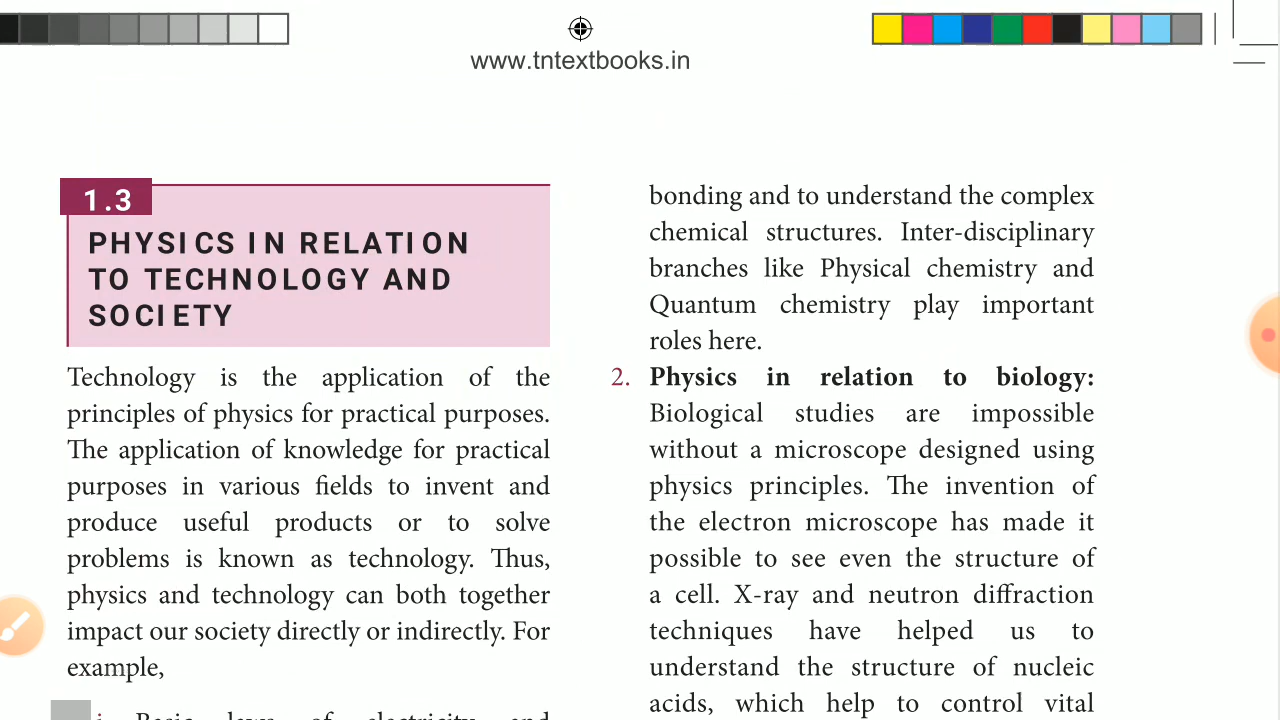 www.tntextbooks.in
1.3
PHYSICS IN RELATION
TO TECHNOLOGY AND
SOCIETY
Technology is the application of the
principles of physics for practical purposes.
The application of knowledge for practical
purposes in various fields to invent and
produce useful products or to solve
problems is known as technology. Thus,
physics and technology can both together
impact our society directly or indirectly. For
example,
i. Basic laws of electricity and
bonding and to understand the complex
chemical structures. Inter-disciplinary
branches like Physical chemistry and
Quantum chemistry play important
roles here.
2. Physics in relation to biology:
Biological studies are impossible
without a microscope designed using
physics principles. The invention of
the electron microscope has made it
possible to see even the structure of
a cell. X-ray and neutron diffraction
techniques have helped us to
understand the structure of nucleic
acids, which help to control vital